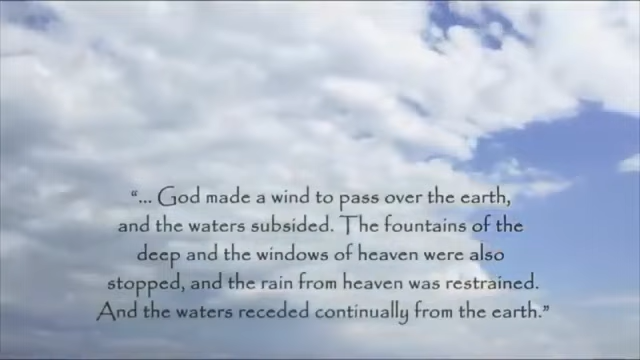 “... God made a wind to pass over the earth,
and the waters subsided. The fountains of the
deep and the windows of heaven were also
stopped, and the rain from heaven was restrained.
And the waters receded continually from the earth.”